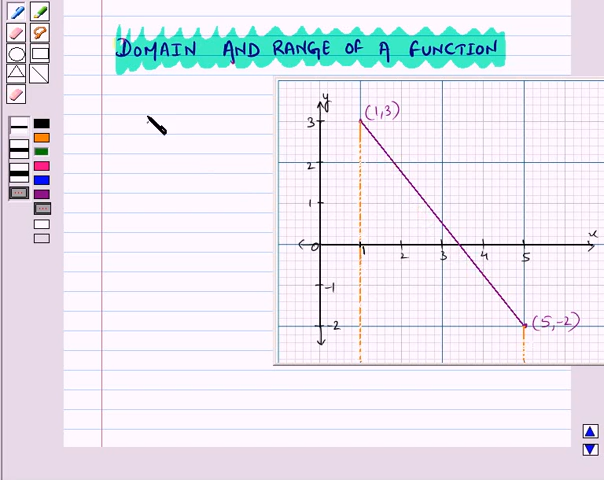 DOMAIN AND RANGE OF A FUNCTION
y
(1,3)
3
2
1
x
0 1 2 3 4 5
-1
-2
(5,-2)